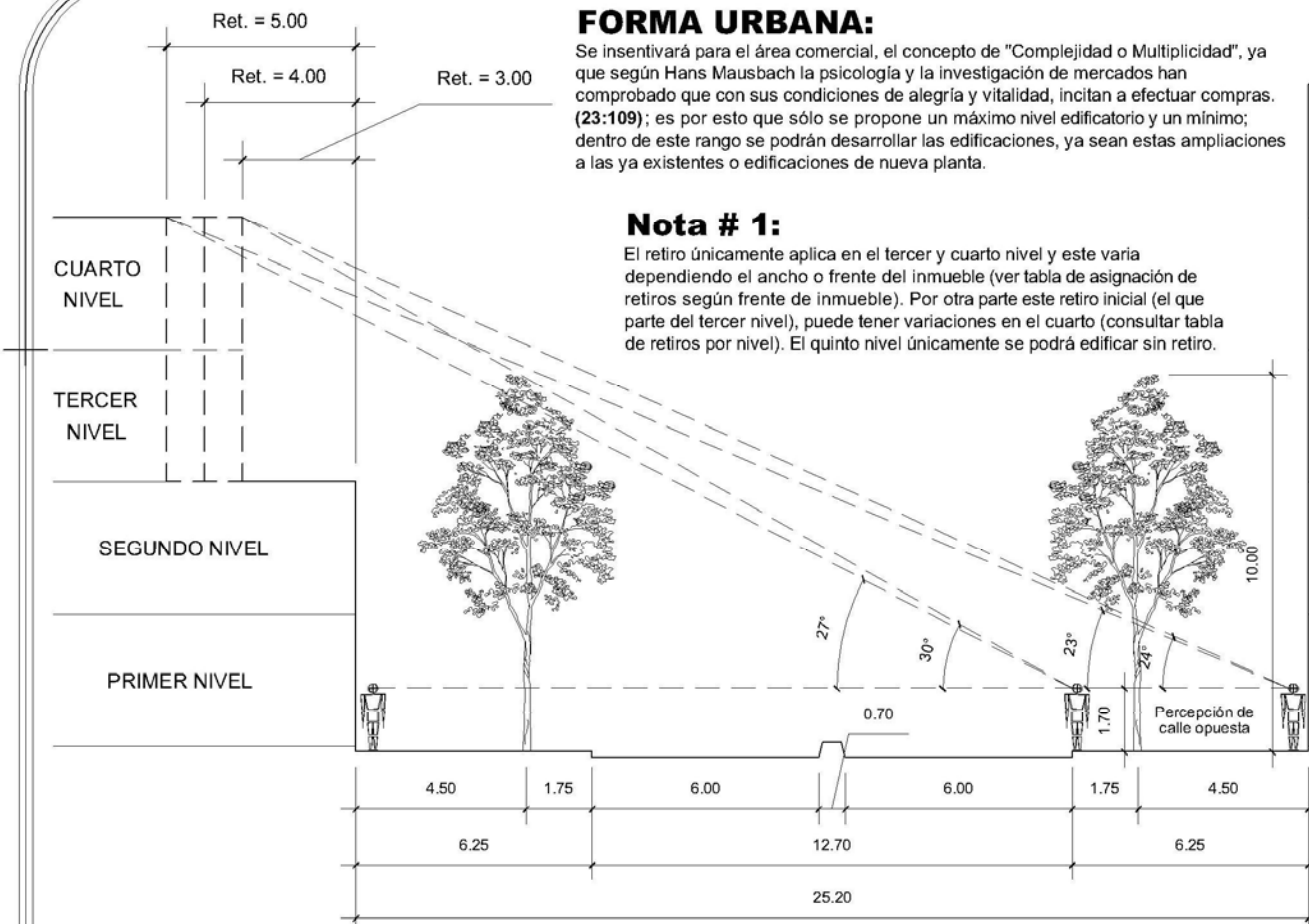 FORMA URBANA:
Se insentivará para el área comercial, el concepto de "Complejidad o Multiplicidad", ya
que según Hans Mausbach la psicología y la investigación de mercados han
comprobado que con sus condiciones de alegría y vitalidad, incitan a efectuar compras.
(23:109); es por esto que sólo se propone un máximo nivel edificatorio y un mínimo;
dentro de este rango se podrán desarrollar las edificaciones, ya sean estas ampliaciones
a las ya existentes o edificaciones de nueva planta.
Nota # 1:
El retiro únicamente aplica en el tercer y cuarto nivel y este varia
dependiendo el ancho o frente del inmueble (ver tabla de asignación de
retiros según frente de inmueble). Por otra parte este retiro inicial (el que
parte del tercer nivel), puede tener variaciones en el cuarto (consultar tabla
de retiros por nivel). El quinto nivel únicamente se podrá edificar sin retiro.
Ret. = 5.00
Ret. = 4.00
Ret. = 3.00
CUARTO
NIVEL
TERCER
NIVEL
SEGUNDO NIVEL
PRIMER NIVEL
27°
30°
23°
24°
10.00
1.70
0.70
Percepción de
calle opuesta
4.50
1.75
6.00
6.00
1.75
4.50
6.25
12.70
6.25
25.20